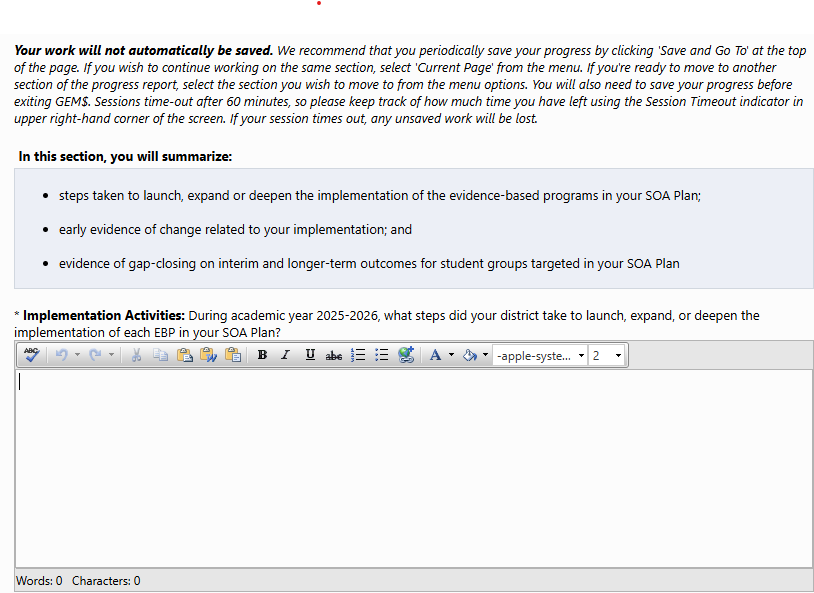 Your work will not automatically be saved. We recommend that you periodically save your progress by clicking 'Save and Go To' at the top
of the page. If you wish to continue working on the same section, select 'Current Page' from the menu. If you're ready to move to another
section of the progress report, select the section you wish to move to from the menu options. You will also need to save your progress before
exiting GEM$. Sessions time-out after 60 minutes, so please keep track of how much time you have left using the Session Timeout indicator in
upper right-hand corner of the screen. If your session times out, any unsaved work will be lost.
In this section, you will summarize:
• steps taken to launch, expand or deepen the implementation of the evidence-based programs in your SOA Plan;
• early evidence of change related to your implementation; and
• evidence of gap-closing on interim and longer-term outcomes for student groups targeted in your SOA Plan
* Implementation Activities: During academic year 2025-2026, what steps did your district take to launch, expand, or deepen the
implementation of each EBP in your SOA Plan?
ABC B I U abc A -apple-syste... 2
Words: 0 Characters: 0